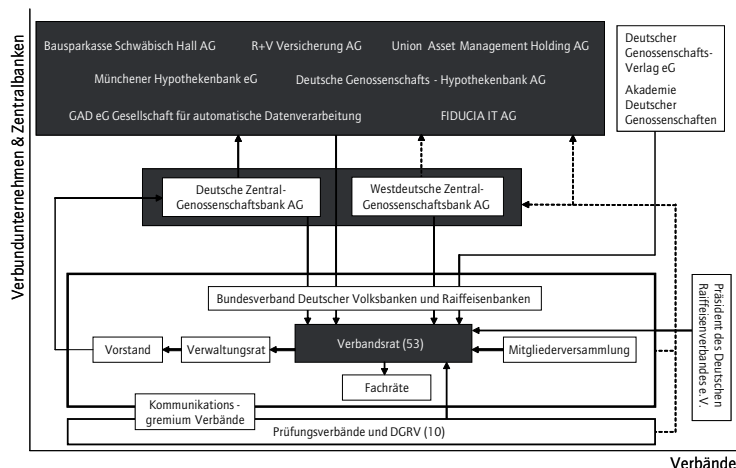 Verbundunternehmen & Zentralbanken
Bausparkasse Schwäbisch Hall AG
R+V Versicherung AG
Union Asset Management Holding AG
Münchener Hypothekenbank eG
Deutsche Genossenschafts - Hypothekenbank AG
GAD eG Gesellschaft für automatische Datenverarbeitung
FIDUCIA IT AG
Deutscher
Genossenschafts-
Verlag eG
Akademie
Deutscher
Genossenschaften
Deutsche Zentral-
Genossenschaftsbank AG
Westdeutsche Zentral-
Genossenschaftsbank AG
Bundesverband Deutscher Volksbanken und Raiffeisenbanken
Vorstand
Verwaltungsrat
Verbandsrat (53)
Mitgliederversammlung
Fachräte
Präsident des Deutschen
Raiffeisenverbandes e.V.
Kommunikations -
gremium Verbände
Prüfungsverbände und DGRV (10)
Verbände